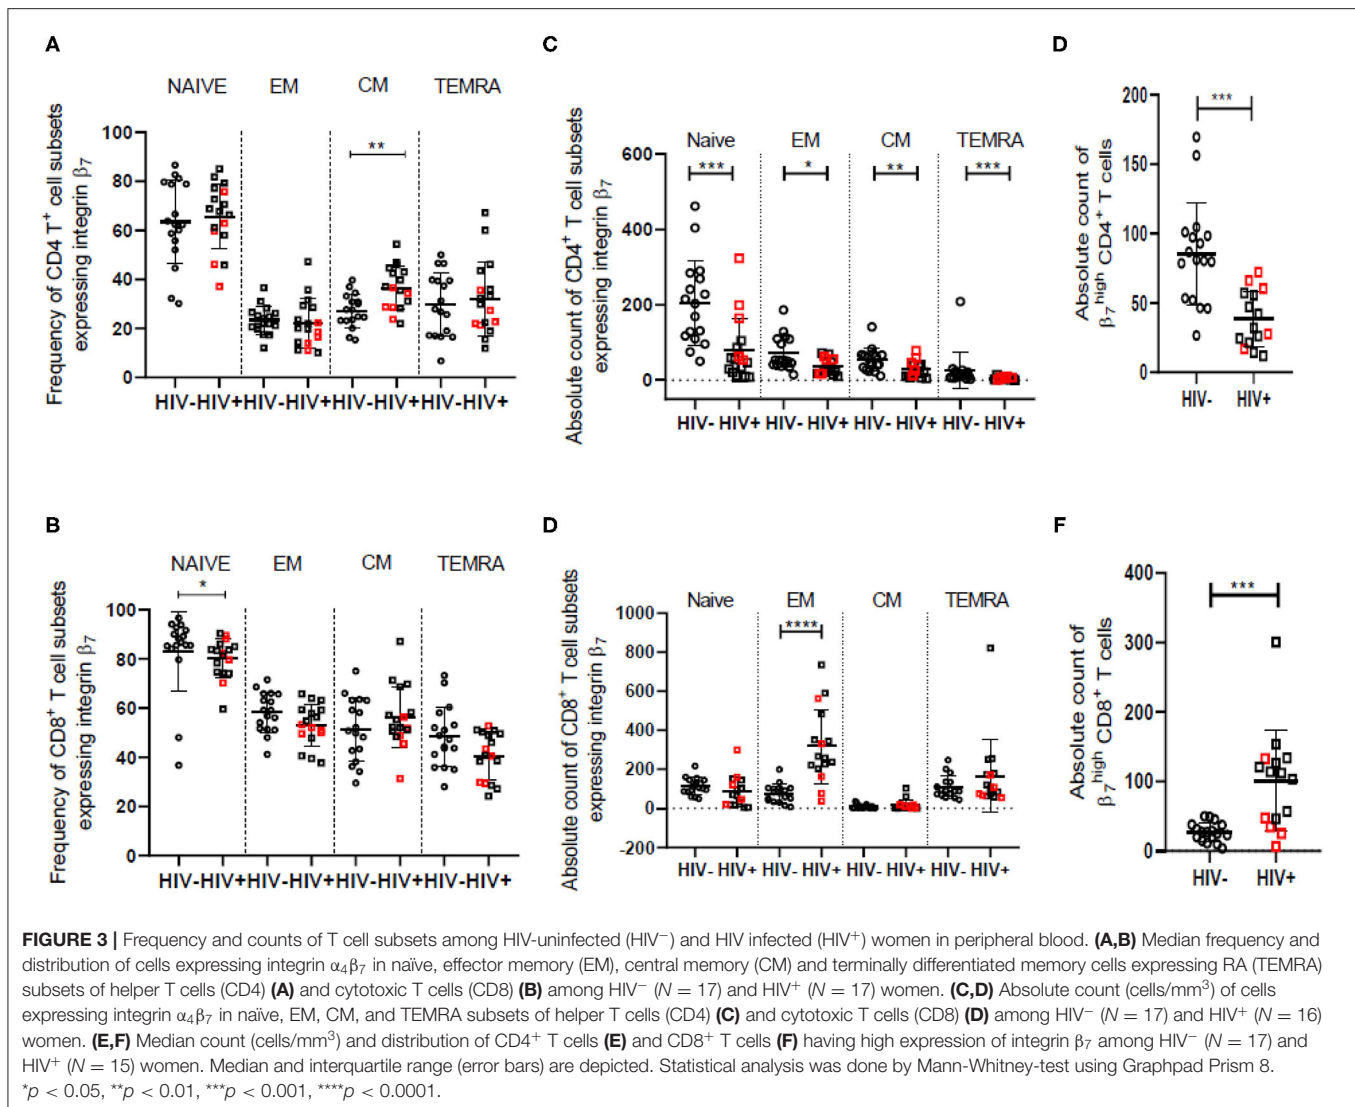 A
NAIVE EM CM TEMRA
Frequency of CD4 T⁺ cell subsets
expressing integrin β₇
100
80
60
40
20
0
**
HIV-HIV+ HIV-HIV+ HIV-HIV+ HIV-HIV+
C
Naive EM CM TEMRA
Absolute count of CD4⁺ T cell subsets
expressing integrin β₇
600
400
200
0
*** * ** ***
HIV- HIV+ HIV- HIV+ HIV- HIV+ HIV- HIV+
D
Absolute count of
β₇ʰⁱᵍʰ CD4⁺ T cells
200
150
100
50
0
***
HIV- HIV+
B
NAIVE EM CM TEMRA
Frequency of CD8⁺ T cell subsets
expressing integrin β₇
100
80
60
40
20
0
*
HIV-HIV+ HIV-HIV+ HIV-HIV+ HIV-HIV+
D
Naive EM CM TEMRA
Absolute count of CD8⁺ T cell subsets
expressing integrin β₇
1000
800
600
400
200
0
-200
****
HIV- HIV+ HIV- HIV+ HIV- HIV+ HIV- HIV+
F
Absolute count of
β₇ʰⁱᵍʰ CD8⁺ T cells
400
300
200
100
0
***
HIV- HIV+
FIGURE 3 | Frequency and counts of T cell subsets among HIV-uninfected (HIV⁻) and HIV infected (HIV⁺) women in peripheral blood. (A,B) Median frequency and
distribution of cells expressing integrin α₄β₇ in naïve, effector memory (EM), central memory (CM) and terminally differentiated memory cells expressing RA (TEMRA)
subsets of helper T cells (CD4) (A) and cytotoxic T cells (CD8) (B) among HIV⁻ (N = 17) and HIV⁺ (N = 17) women. (C,D) Absolute count (cells/mm³) of cells
expressing integrin α₄β₇ in naïve, EM, CM, and TEMRA subsets of helper T cells (CD4) (C) and cytotoxic T cells (CD8) (D) among HIV⁻ (N = 17) and HIV⁺ (N = 16)
women. (E,F) Median count (cells/mm³) and distribution of CD4⁺ T cells (E) and CD8⁺ T cells (F) having high expression of integrin β₇ among HIV⁻ (N = 17) and
HIV⁺ (N = 15) women. Median and interquartile range (error bars) are depicted. Statistical analysis was done by Mann-Whitney-test using Graphpad Prism 8.
*p < 0.05, **p < 0.01, ***p < 0.001, ****p < 0.0001.